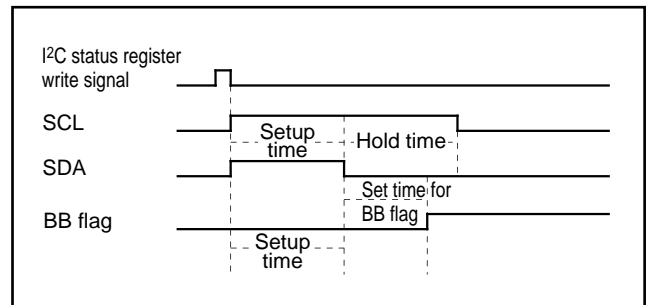 I2C status register
write signal
SCL
Setup
time
Hold time
SDA
Set time for
BB flag
BB flag
Setup
time